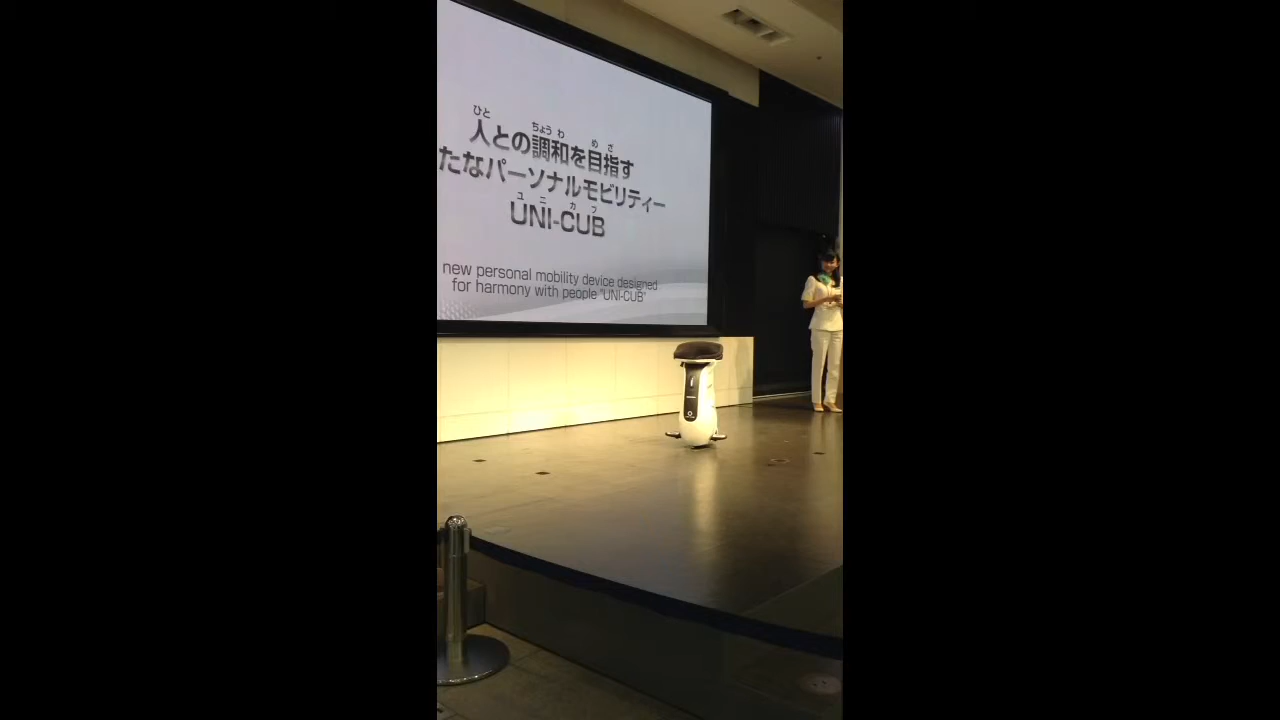 人との調和を目指す
たなパーソナルモビリティー
UNI-CUB
new personal mobility device designed
for harmony with people "UNI-CUB"